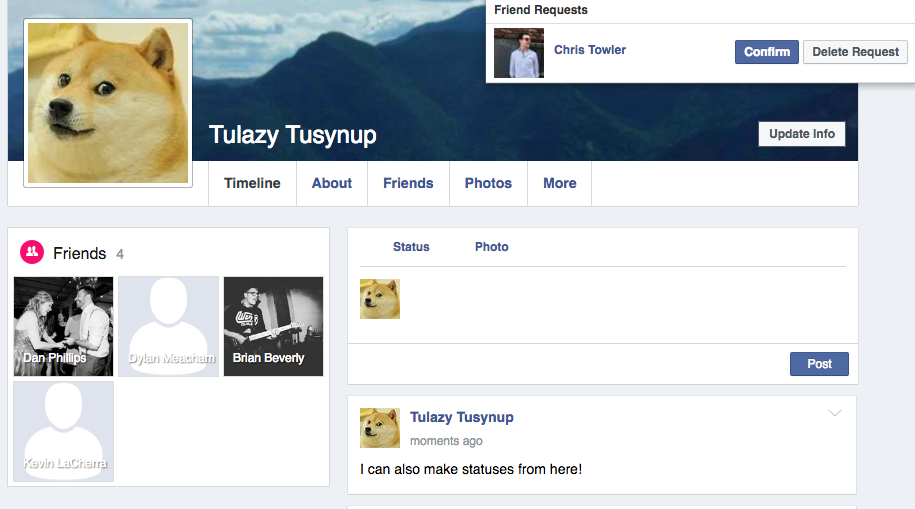 Friend Requests
Chris Towler
Confirm
Delete Request
Tulazy Tusynup
Update Info
Timeline
About
Friends
Photos
More
Friends 4
Dan Phillips
Dylan Meacham
Brian Beverly
Kevin LaCherra
Status
Photo
Post
Tulazy Tusynup
moments ago
I can also make statuses from here!